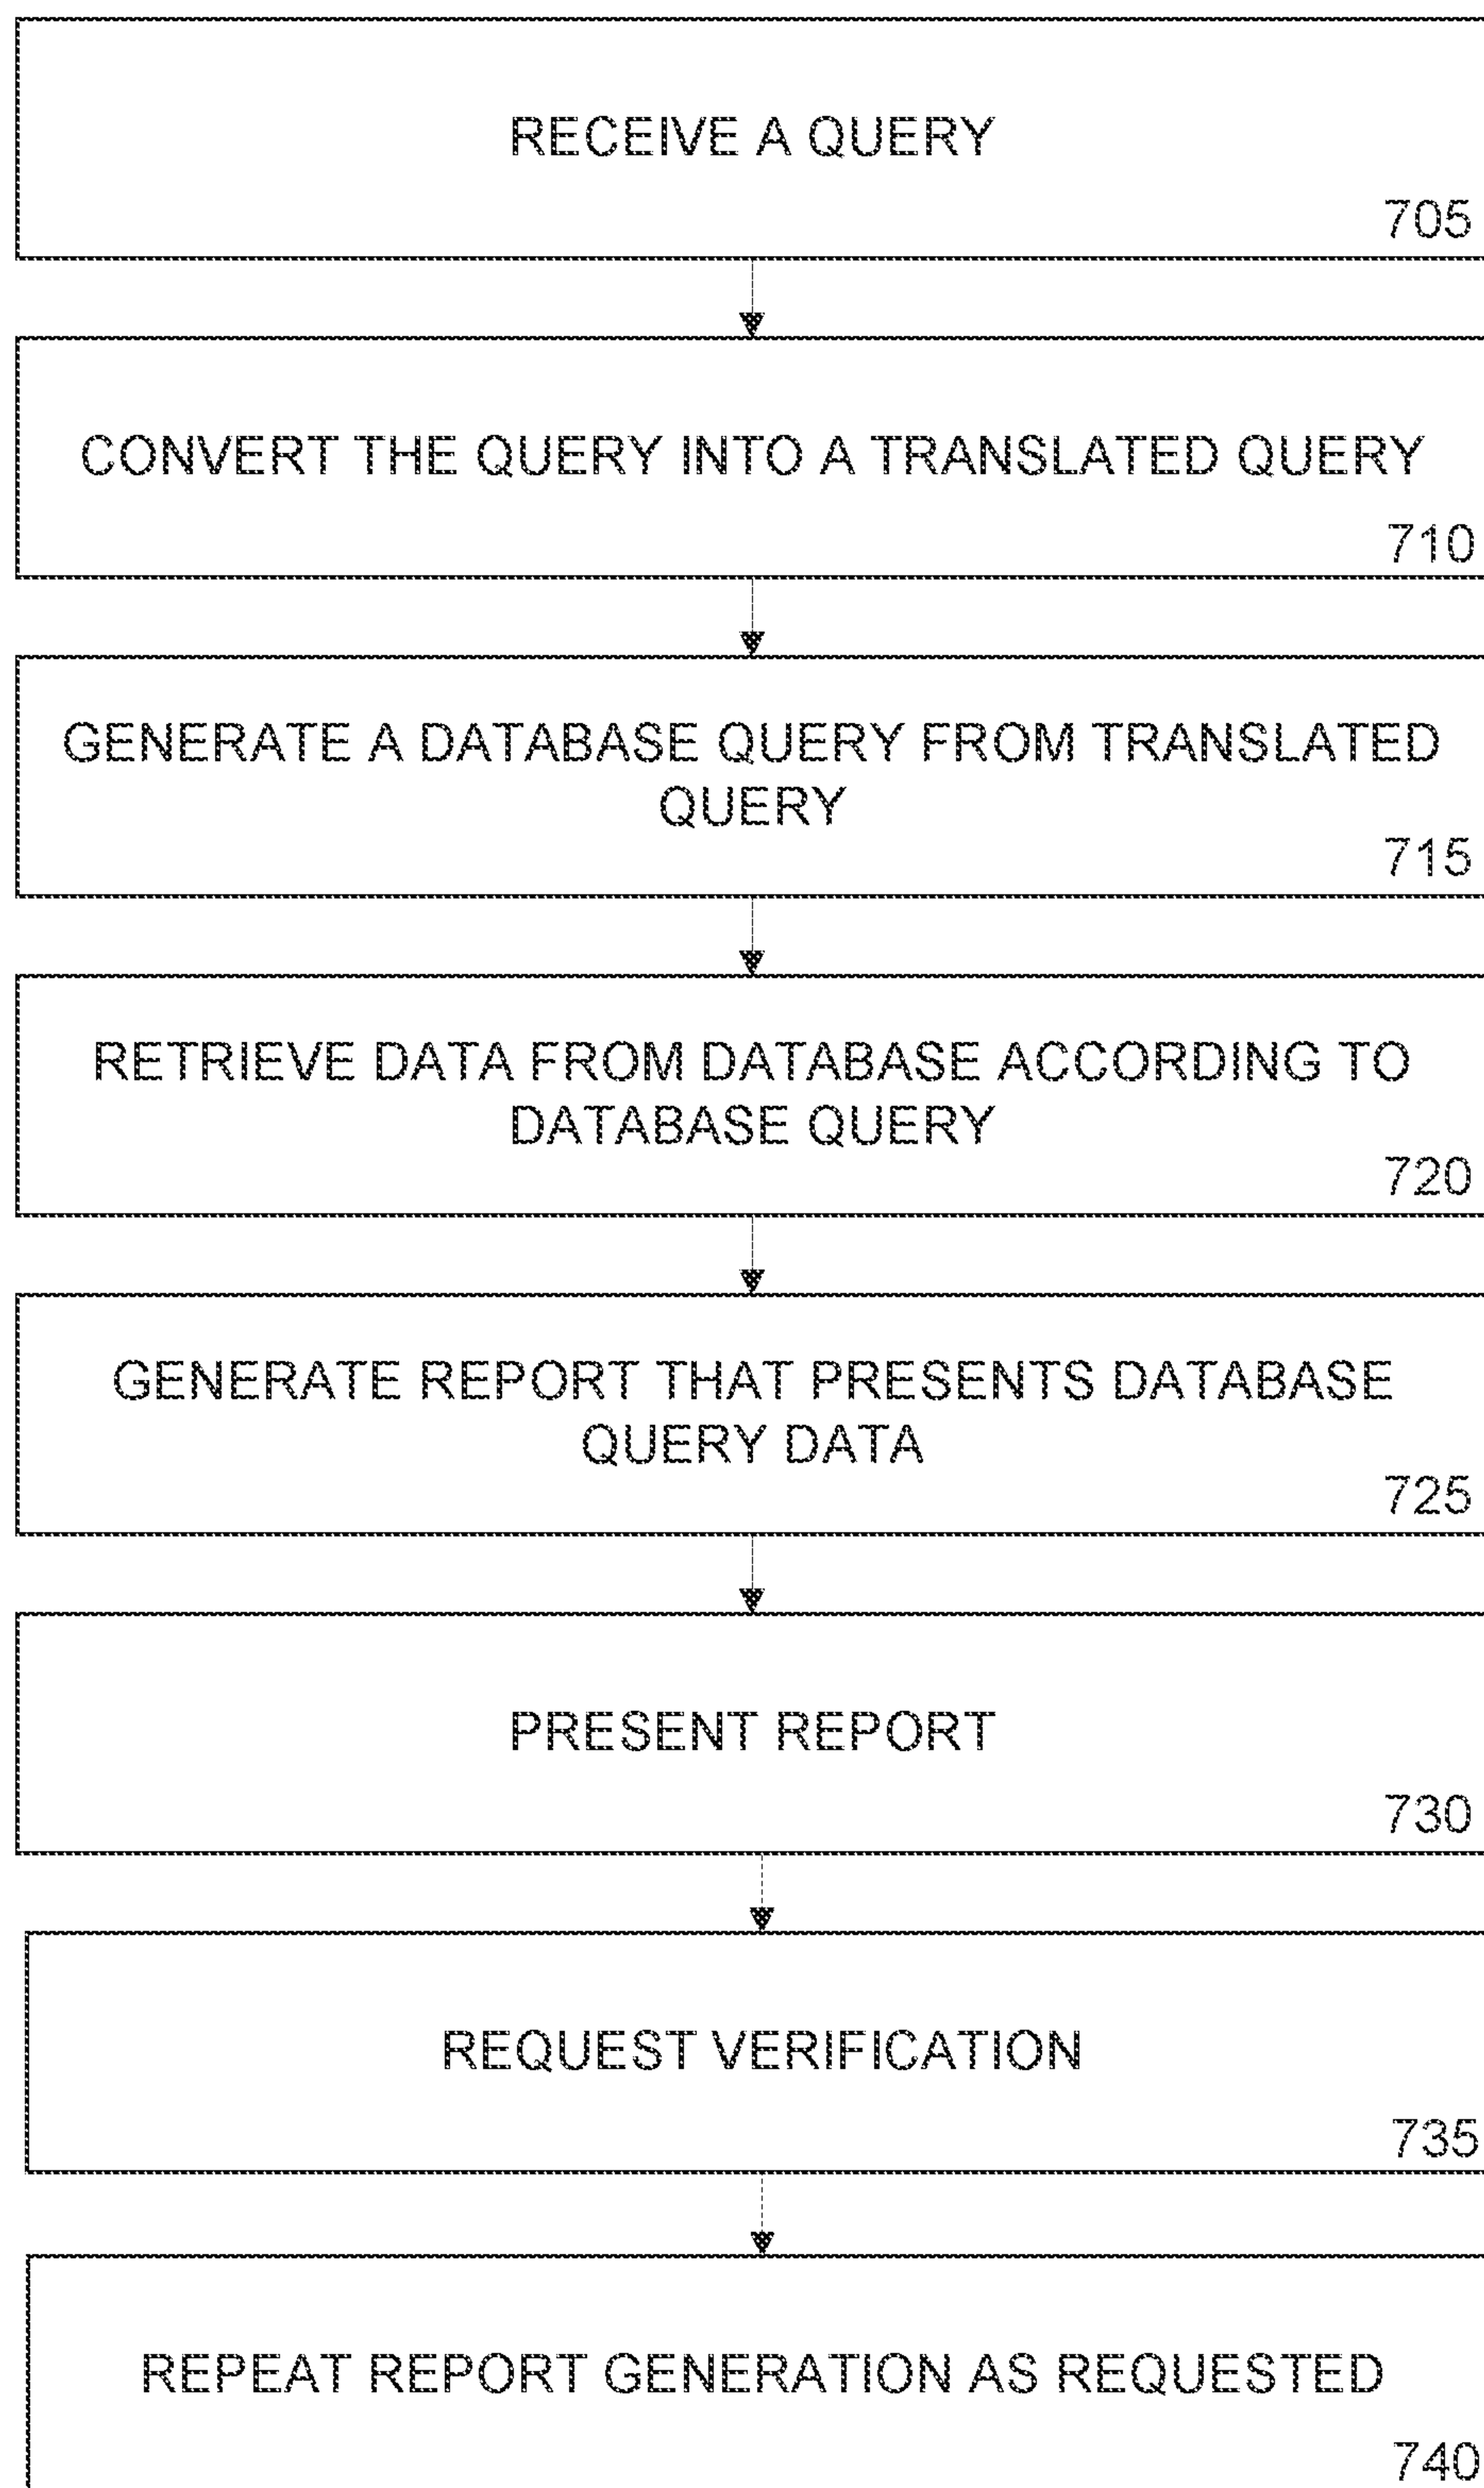 RECEIVE A QUERY
705
CONVERT THE QUERY INTO A TRANSLATED QUERY
710
GENERATE A DATABASE QUERY FROM TRANSLATED
QUERY
715
RETRIEVE DATA FROM DATABASE ACCORDING TO
DATABASE QUERY
720
GENERATE REPORT THAT PRESENTS DATABASE
QUERY DATA
725
PRESENT REPORT
730
REQUEST VERIFICATION
735
REPEAT REPORT GENERATION AS REQUESTED
740